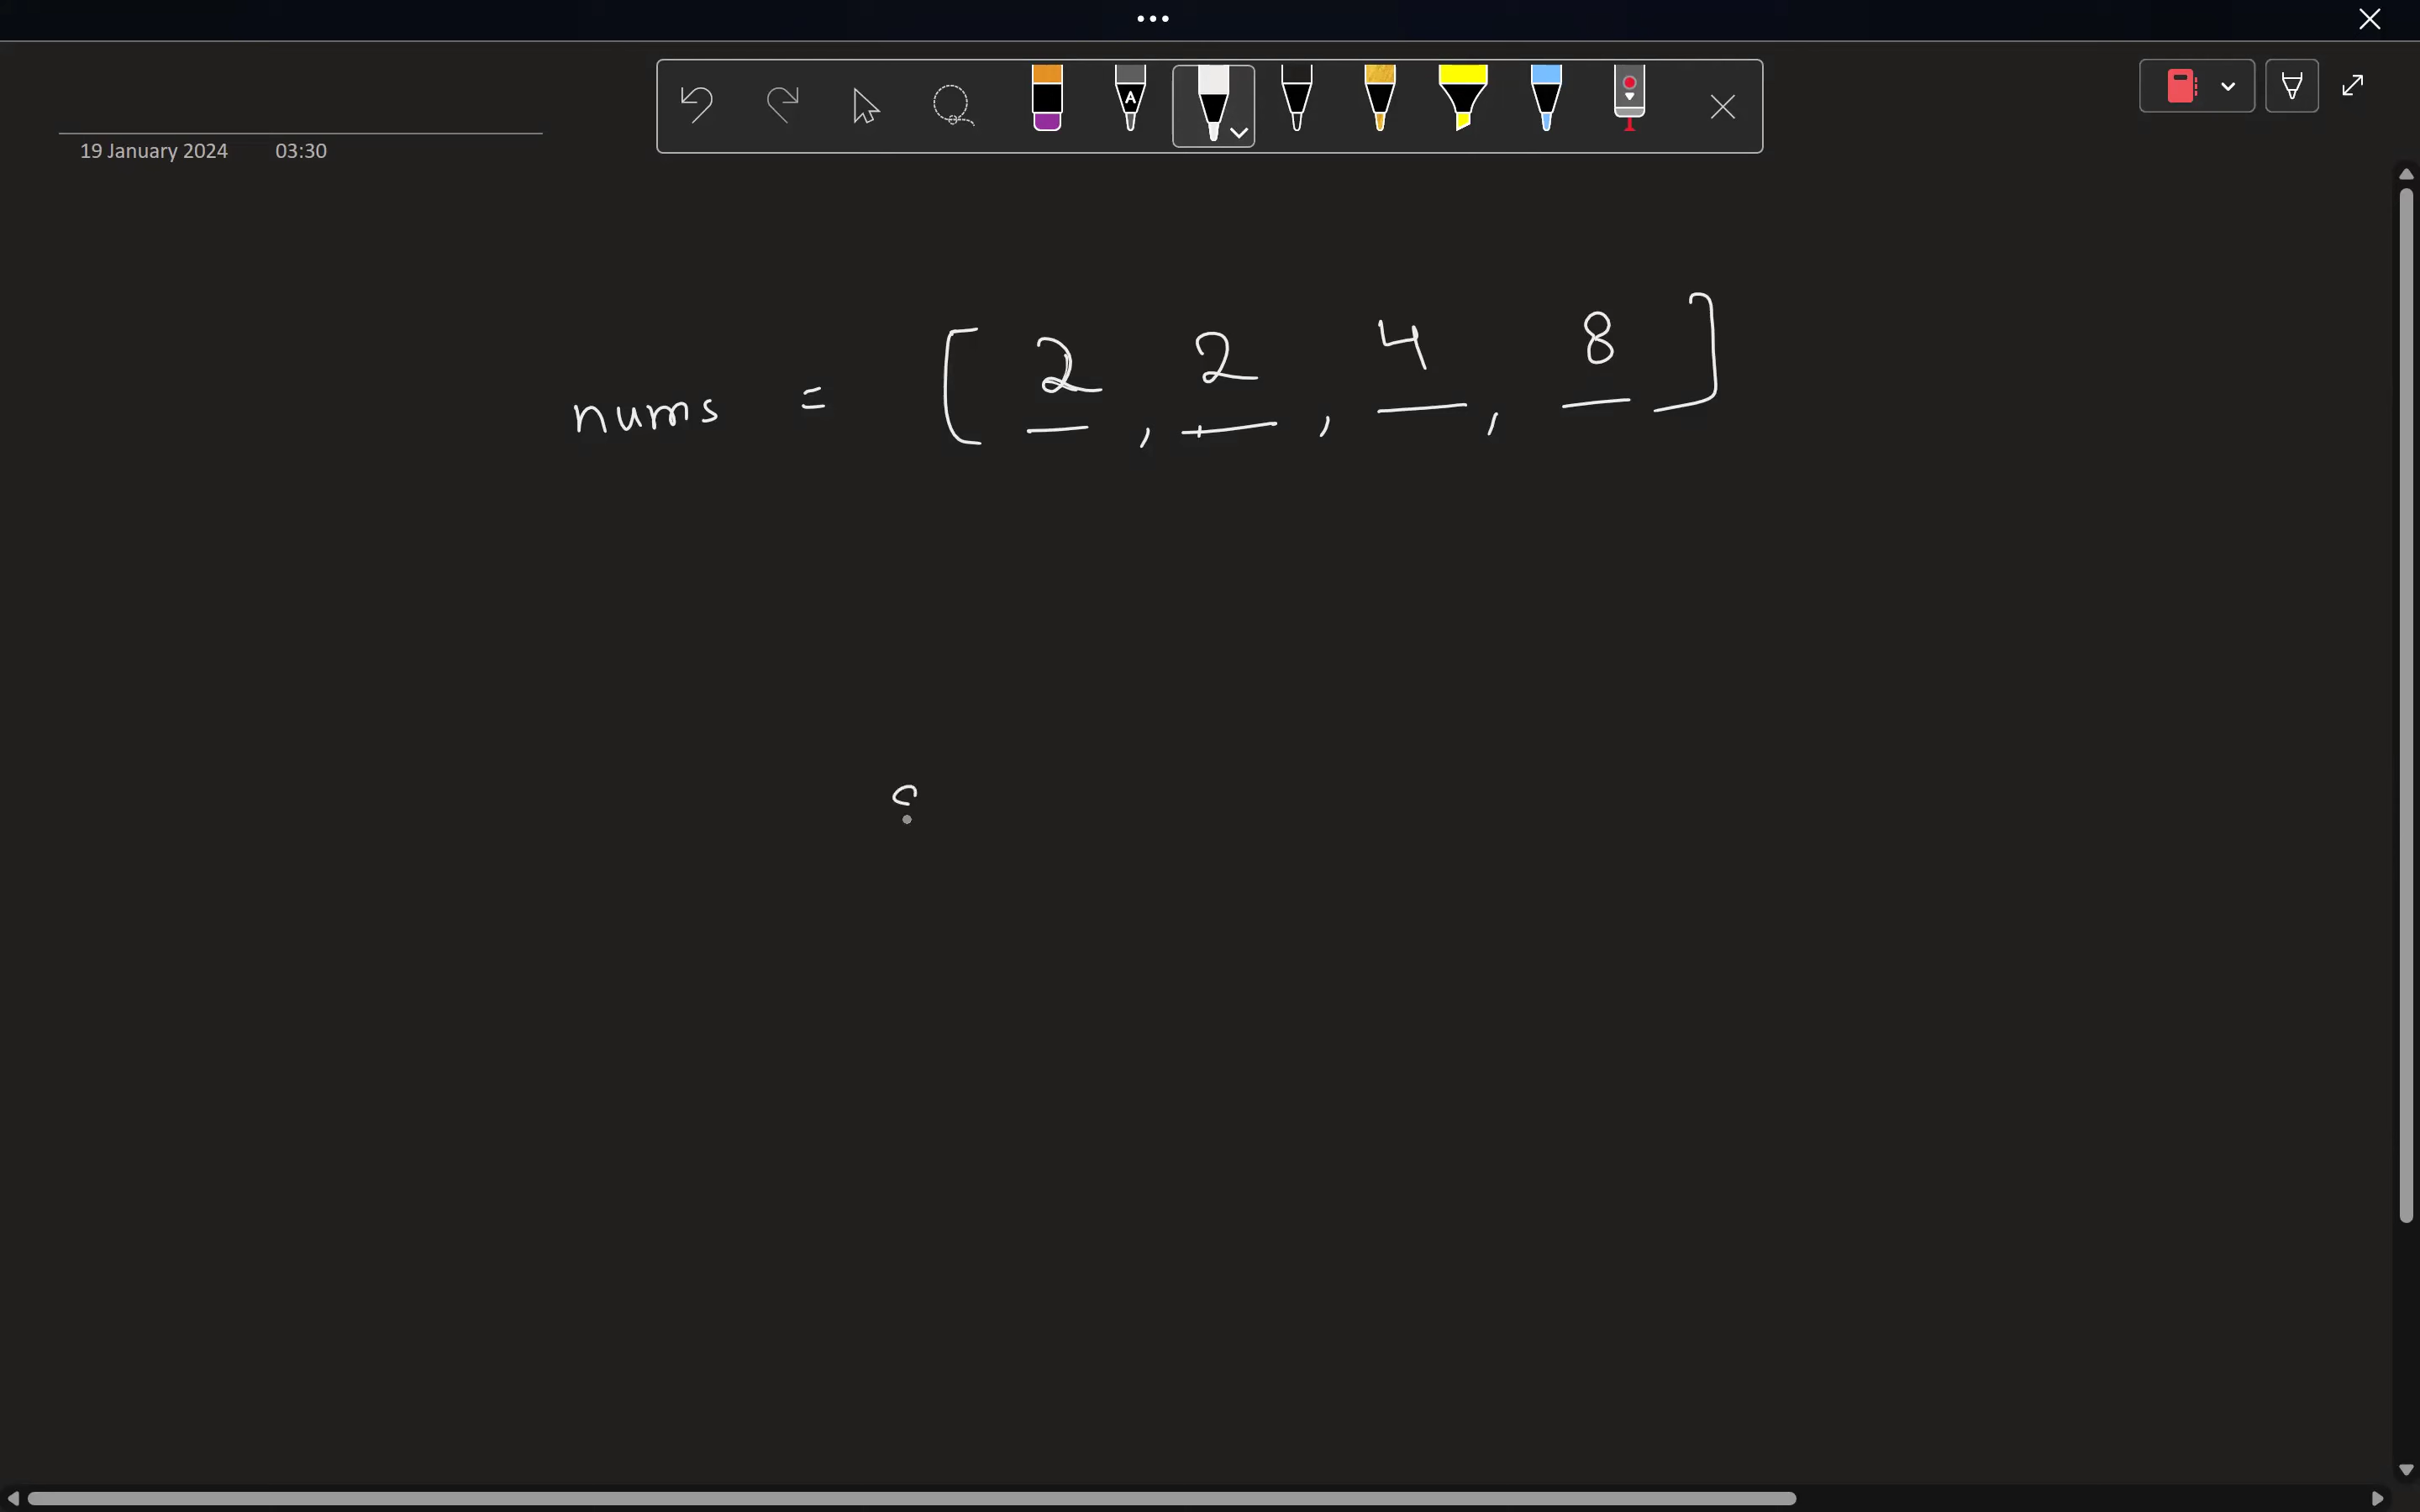 19 January 2024 03:30
nums = [ 2 , 2 , 4 , 8 ]